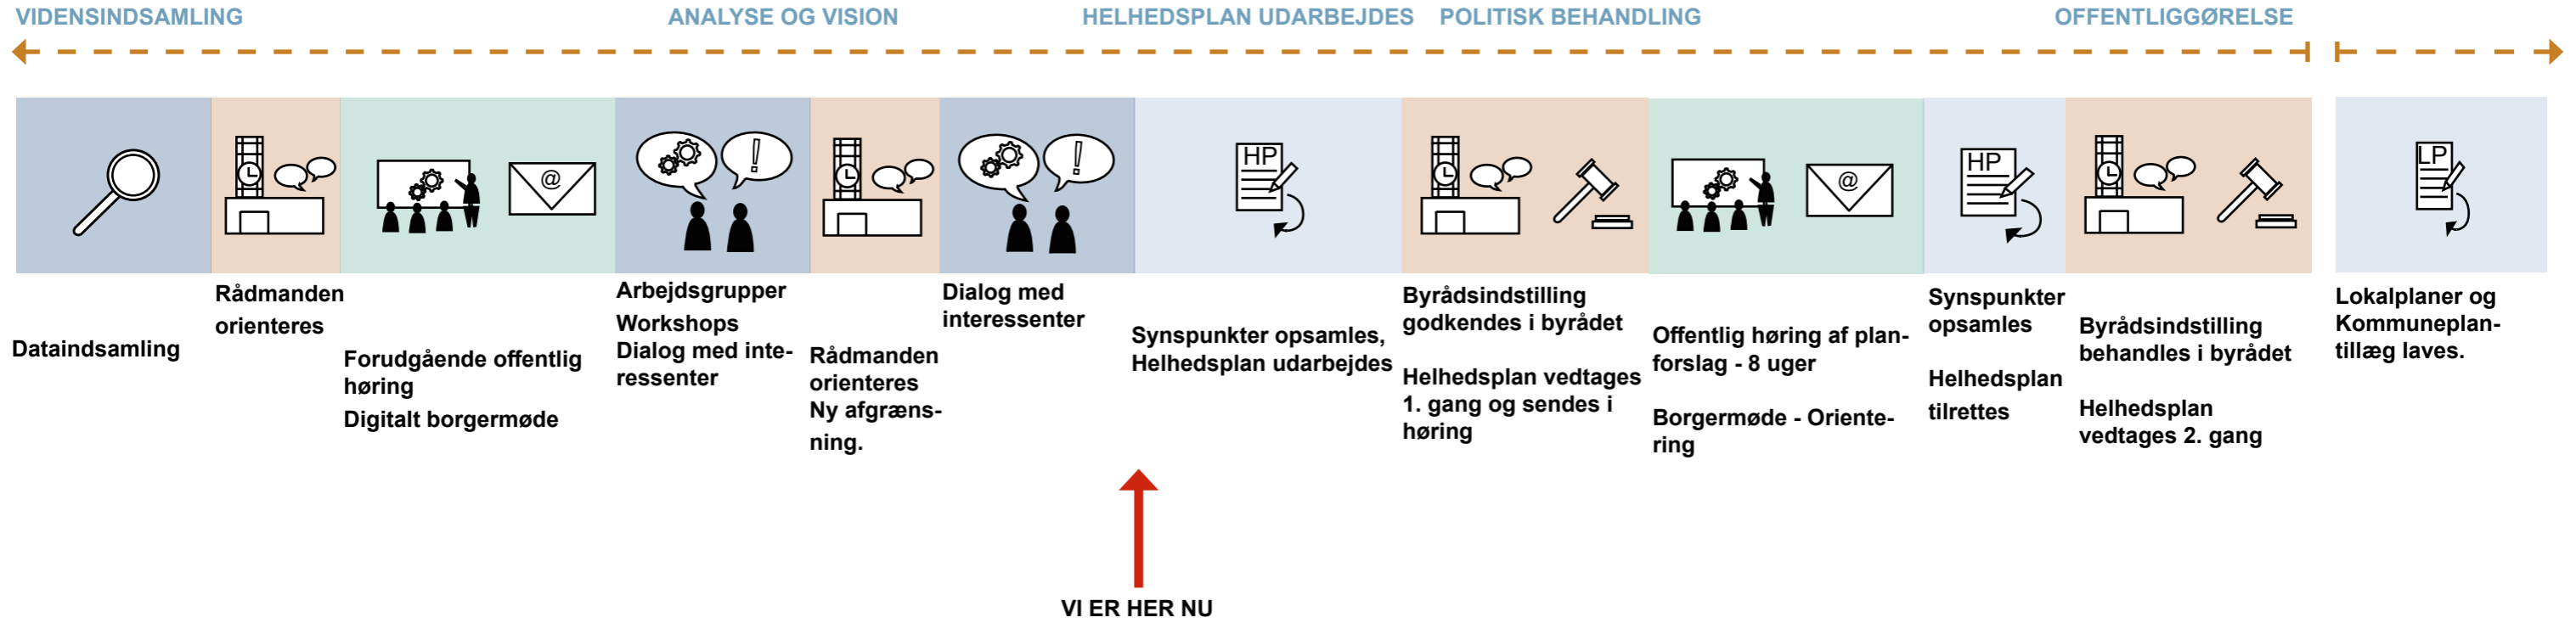 VIDENSINDSAMLING
ANALYSE OG VISION
HELHEDSPLAN UDARBEJDES
POLITISK BEHANDLING
OFFENTLIGGØRELSE
@
!
!
HP
@
HP
LP
Dataindsamling
Rådmanden
orienteres
Forudgående offentlig
høring
Digitalt borgermøde
Arbejdsgrupper
Workshops
Dialog med inte-
ressenter
Rådmanden
orienteres
Ny afgræns-
ning.
Dialog med
interessenter
Synspunkter opsamles,
Helhedsplan udarbejdes
Byrådsindstilling
godkendes i byrådet
Helhedsplan vedtages
1. gang og sendes i
høring
Offentlig høring af plan-
forslag - 8 uger
Borgermøde - Oriente-
ring
Synspunkter
opsamles
Helhedsplan
tilrettes
Byrådsindstilling
behandles i byrådet
Helhedsplan
vedtages 2. gang
Lokalplaner og
Kommuneplan-
tillæg laves.
VI ER HER NU